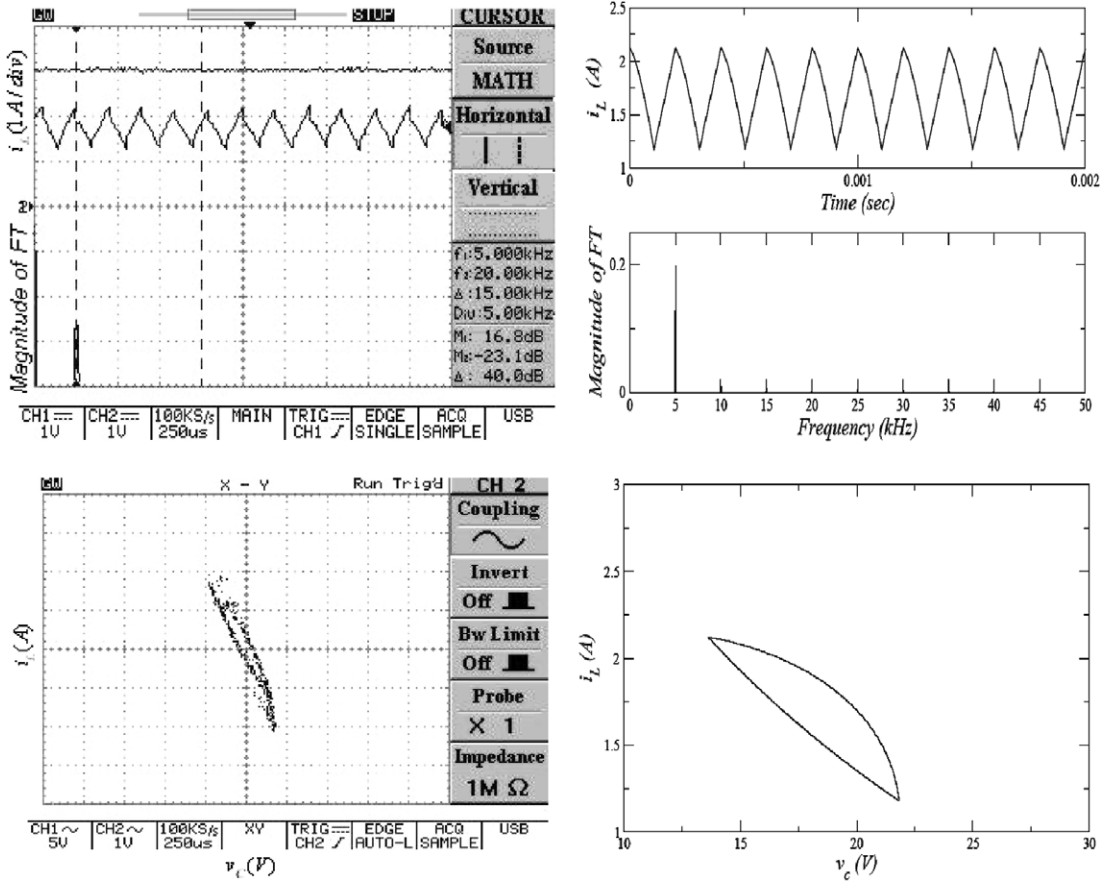 GW
STOP
CURSOR
Source
MATH
Horizontal
Vertical
f₁:5.000kHz
f₂:20.00kHz
Δ:15.00kHz
Div:5.00kHz
M₁: 16.8dB
M₂:-23.1dB
Δ: 40.0dB
i_L(1A/div)
Magnitude of FT
CH1 CH2 100KS/s MAIN TRIG EDGE ACQ USB
1V 1V 250us CH1 SINGLE SAMPLE
i_L (A)
2.5
2
1.5
1
0 0.001 0.002
Time (sec)
Magnitude of FT
0.2
0.1
0
0 5 10 15 20 25 30 35 40 45 50
Frequency (kHz)
GW X - Y Run Trig'd CH 2
Coupling
Invert
Off
Bw Limit
Off
Probe
X 1
Impedance
1M Ω
i_L(A)
CH1∼ CH2∼ 100KS/s XY TRIG EDGE ACQ USB
5V 1V 250us CH2 AUTO-L SAMPLE
v_C(V)
i_L (A)
3
2.5
2
1.5
1
10 15 20 25 30
v_c (V)